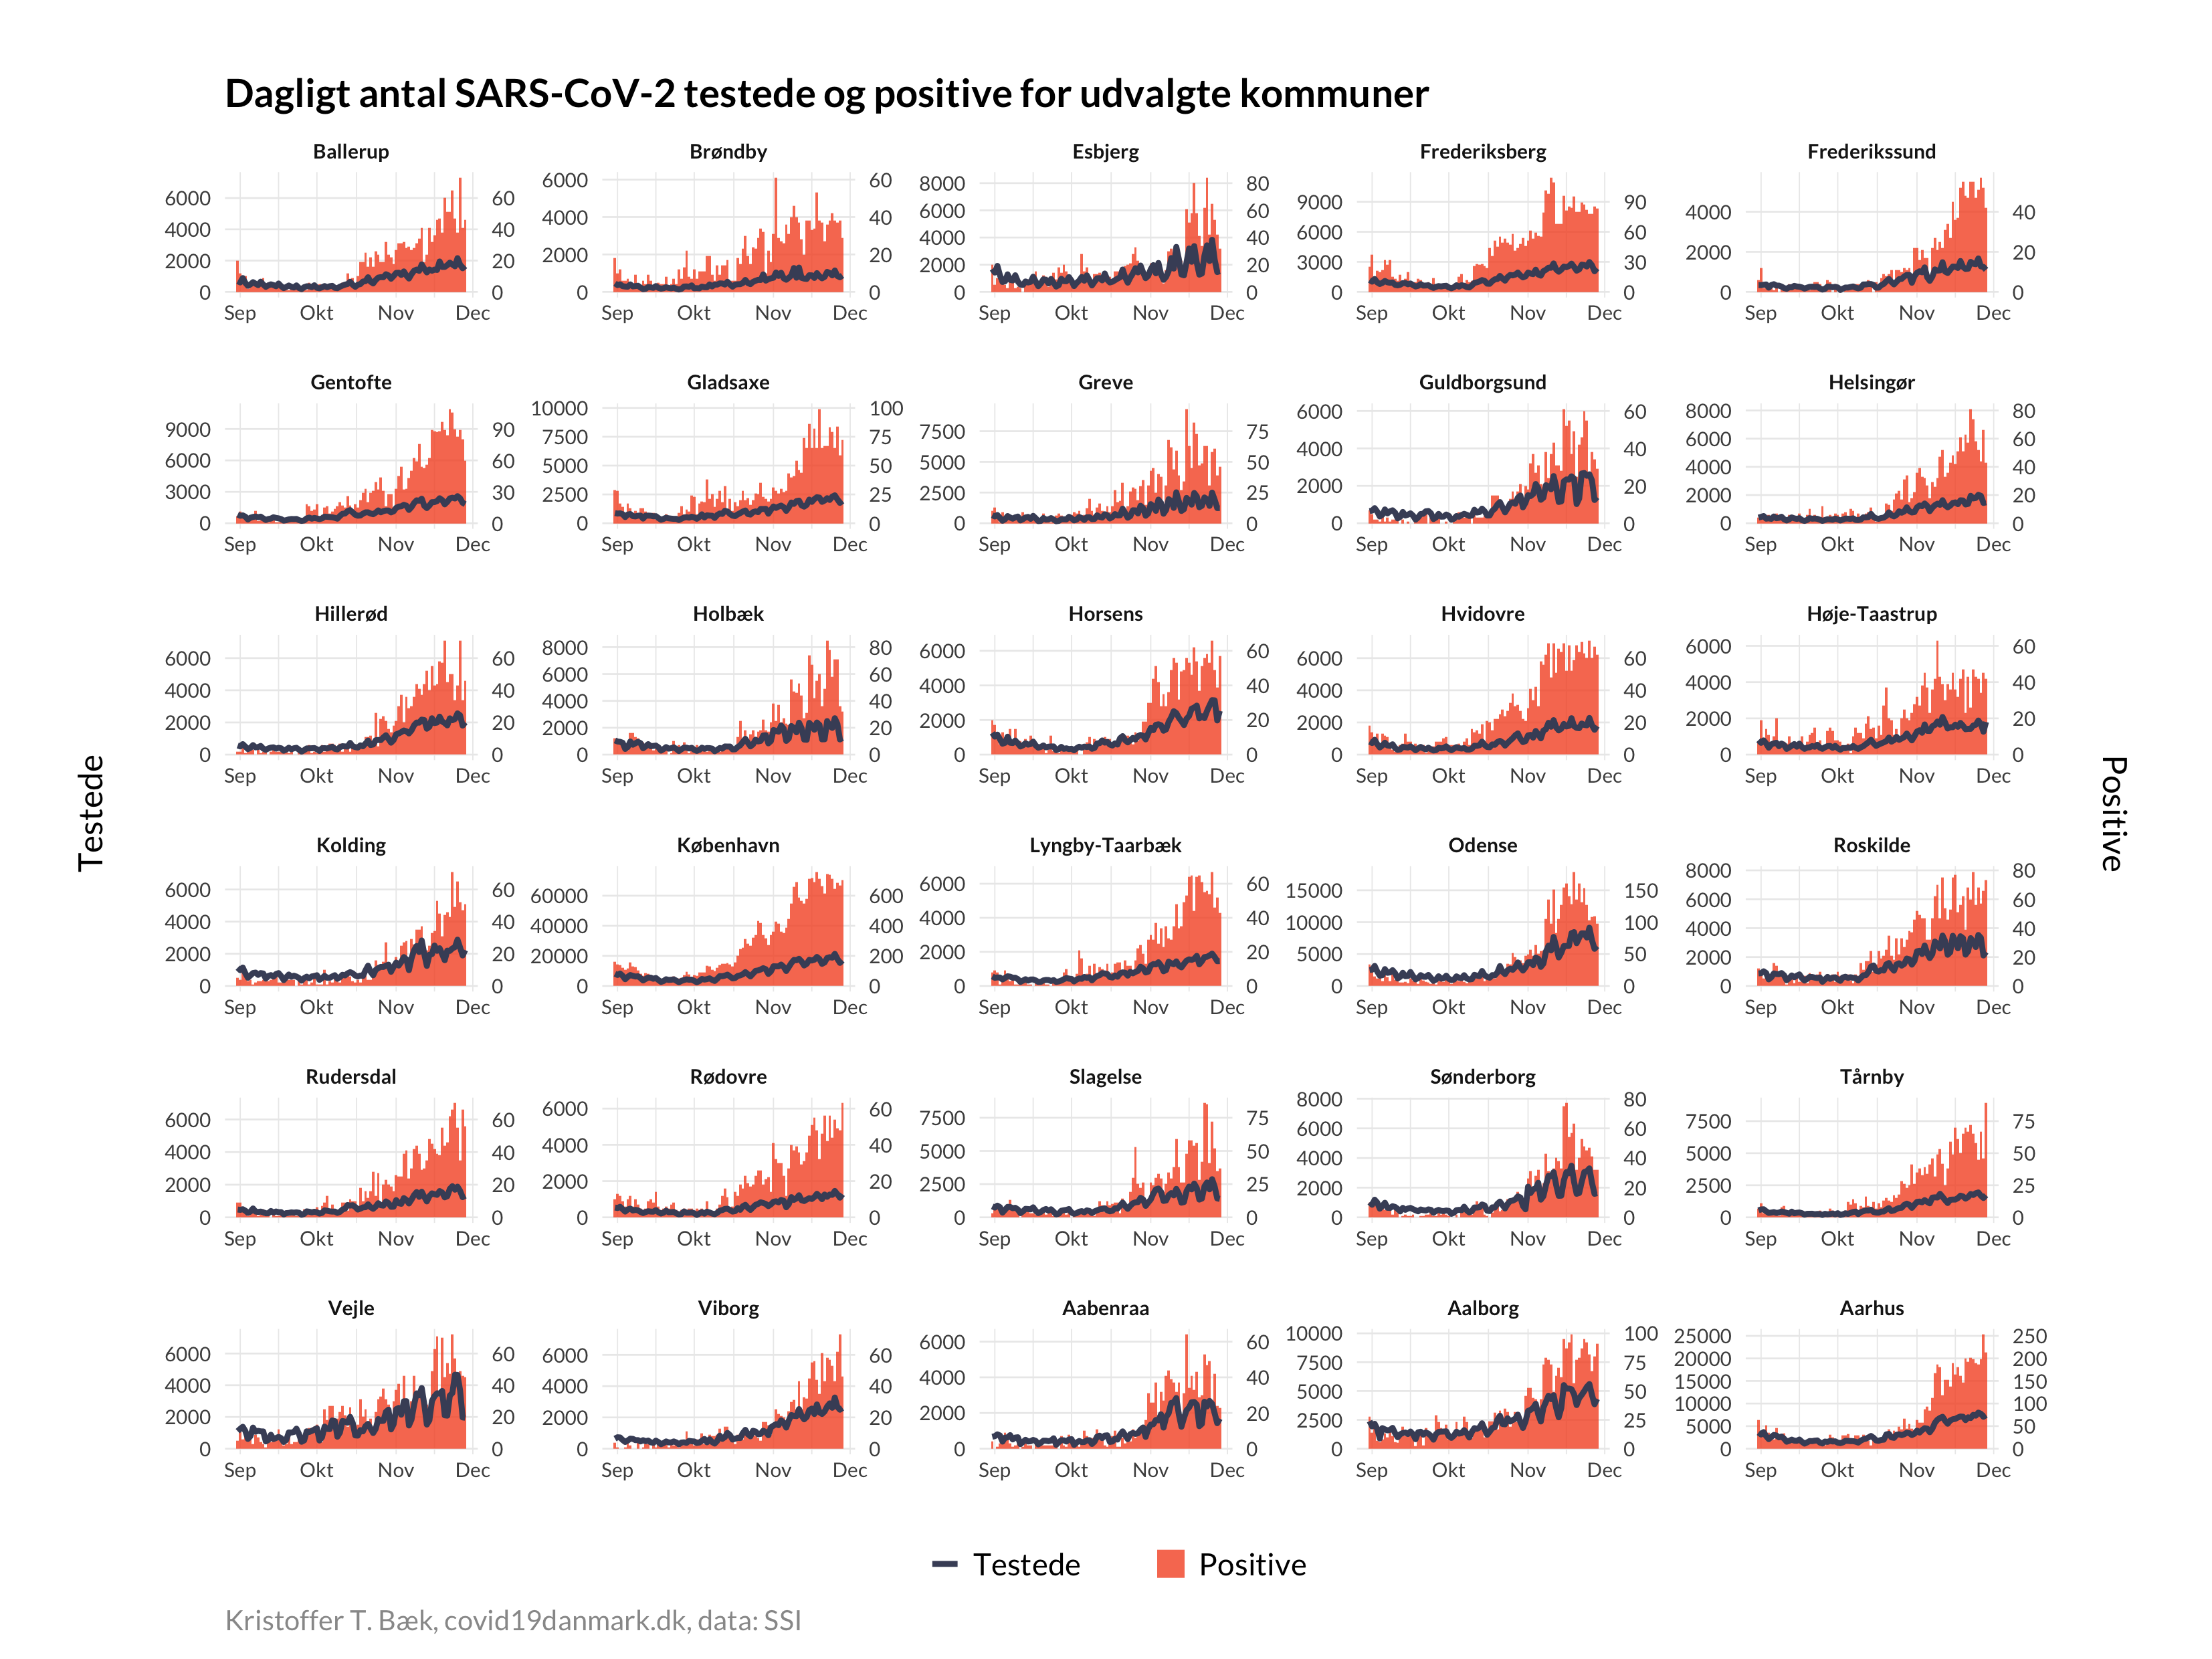 Dagligt antal SARS-CoV-2 testede og positive for udvalgte kommuner
Ballerup Brøndby Esbjerg Frederiksberg Frederikssund
6000 4000 2000 0 60 40 20 0 Sep Okt Nov Dec
6000 4000 2000 0 60 40 20 0 Sep Okt Nov Dec
8000 6000 4000 2000 0 80 60 40 20 0 Sep Okt Nov Dec
9000 6000 3000 0 90 60 30 0 Sep Okt Nov Dec
4000 2000 0 40 20 0 Sep Okt Nov Dec
Gentofte Gladsaxe Greve Guldborgsund Helsingør
9000 6000 3000 0 90 60 30 0 Sep Okt Nov Dec
10000 7500 5000 2500 0 100 75 50 25 0 Sep Okt Nov Dec
7500 5000 2500 0 75 50 25 0 Sep Okt Nov Dec
6000 4000 2000 0 60 40 20 0 Sep Okt Nov Dec
8000 6000 4000 2000 0 80 60 40 20 0 Sep Okt Nov Dec
Hillerød Holbæk Horsens Hvidovre Høje-Taastrup
6000 4000 2000 0 60 40 20 0 Sep Okt Nov Dec
8000 6000 4000 2000 0 80 60 40 20 0 Sep Okt Nov Dec
6000 4000 2000 0 60 40 20 0 Sep Okt Nov Dec
6000 4000 2000 0 60 40 20 0 Sep Okt Nov Dec
6000 4000 2000 0 60 40 20 0 Sep Okt Nov Dec
Testede
Positive
Kolding København Lyngby-Taarbæk Odense Roskilde
6000 4000 2000 0 60 40 20 0 Sep Okt Nov Dec
60000 40000 20000 0 600 400 200 0 Sep Okt Nov Dec
6000 4000 2000 0 60 40 20 0 Sep Okt Nov Dec
15000 10000 5000 0 150 100 50 0 Sep Okt Nov Dec
8000 6000 4000 2000 0 80 60 40 20 0 Sep Okt Nov Dec
Rudersdal Rødovre Slagelse Sønderborg Tårnby
6000 4000 2000 0 60 40 20 0 Sep Okt Nov Dec
6000 4000 2000 0 60 40 20 0 Sep Okt Nov Dec
7500 5000 2500 0 75 50 25 0 Sep Okt Nov Dec
8000 6000 4000 2000 0 80 60 40 20 0 Sep Okt Nov Dec
7500 5000 2500 0 75 50 25 0 Sep Okt Nov Dec
Vejle Viborg Aabenraa Aalborg Aarhus
6000 4000 2000 0 60 40 20 0 Sep Okt Nov Dec
6000 4000 2000 0 60 40 20 0 Sep Okt Nov Dec
6000 4000 2000 0 60 40 20 0 Sep Okt Nov Dec
10000 7500 5000 2500 0 100 75 50 25 0 Sep Okt Nov Dec
25000 20000 15000 10000 5000 0 250 200 150 100 50 0 Sep Okt Nov Dec
Testede Positive
Kristoffer T. Bæk, covid19danmark.dk, data: SSI